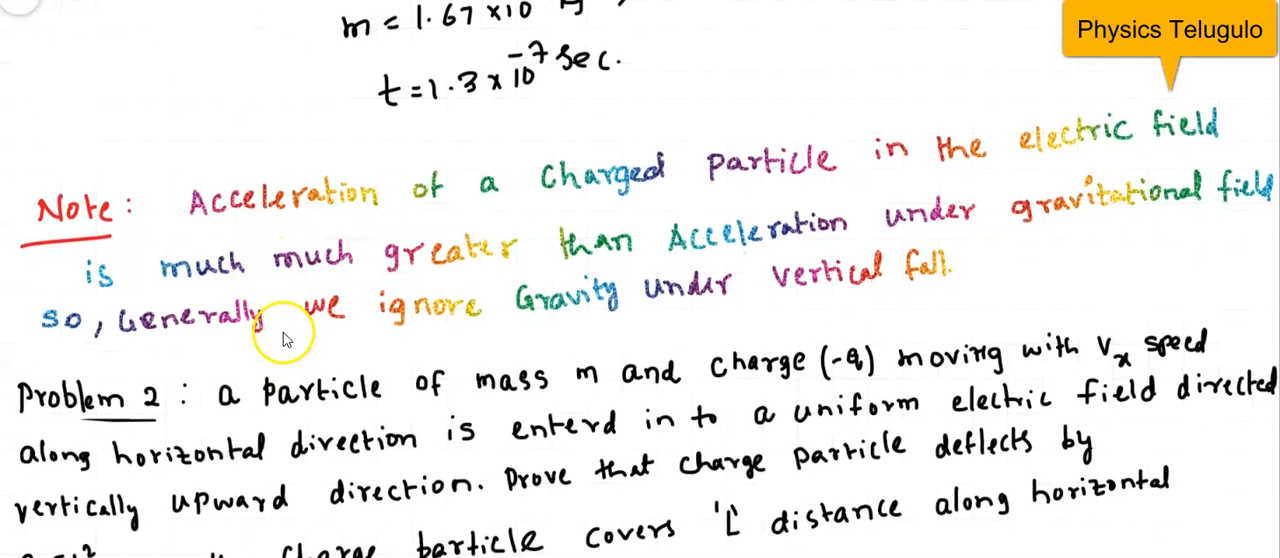 m = 1.67 × 10
t = 1.3 × 10⁻⁷ sec.
Physics Telugulo
Note: Acceleration of a charged particle in the electric field
is much much greater than Acceleration under gravitational field
so, Generally we ignore Gravity under vertical fall.
Problem 2 : a particle of mass m and charge (-q) moving with Vₓ speed
along horizontal direction is enterd in to a uniform electric field directed
vertically upward direction. Prove that charge particle deflects by
charge particle covers 'L' distance along horizontal